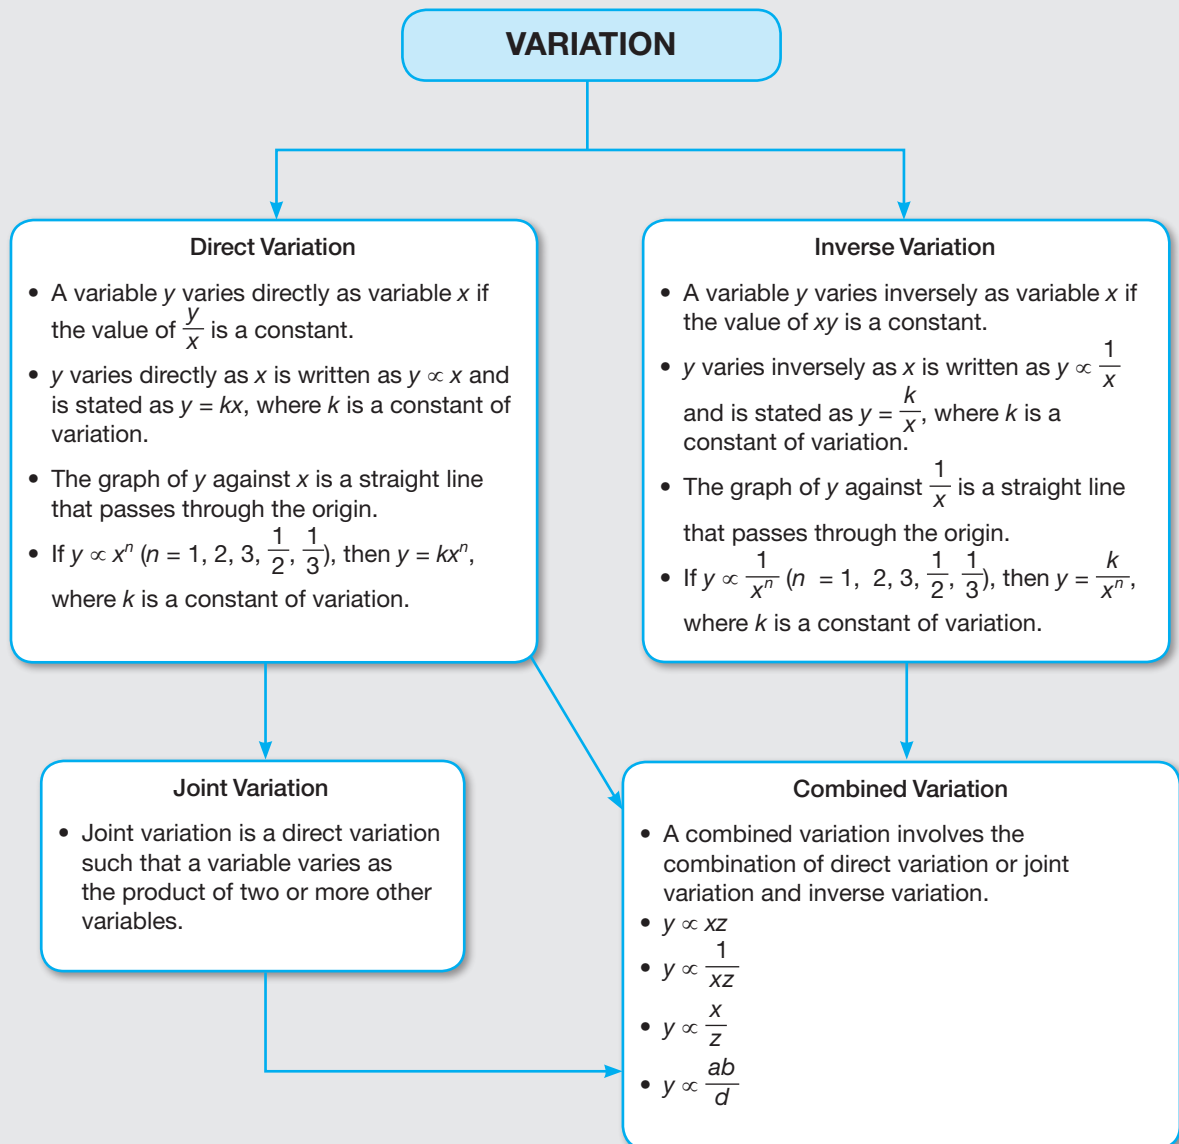 VARIATION
Direct Variation
• A variable y varies directly as variable x if
the value of y/x is a constant.
• y varies directly as x is written as y ∝ x and
is stated as y = kx, where k is a constant of
variation.
• The graph of y against x is a straight line
that passes through the origin.
• If y ∝ xⁿ (n = 1, 2, 3, 1/2, 1/3), then y = kxⁿ,
where k is a constant of variation.
Inverse Variation
• A variable y varies inversely as variable x if
the value of xy is a constant.
• y varies inversely as x is written as y ∝ 1/x
and is stated as y = k/x, where k is a
constant of variation.
• The graph of y against 1/x is a straight line
that passes through the origin.
• If y ∝ 1/xⁿ (n = 1, 2, 3, 1/2, 1/3), then y = k/xⁿ,
where k is a constant of variation.
Joint Variation
• Joint variation is a direct variation
such that a variable varies as
the product of two or more other
variables.
Combined Variation
• A combined variation involves the
combination of direct variation or joint
variation and inverse variation.
• y ∝ xz
• y ∝ 1/xz
• y ∝ x/z
• y ∝ ab/d